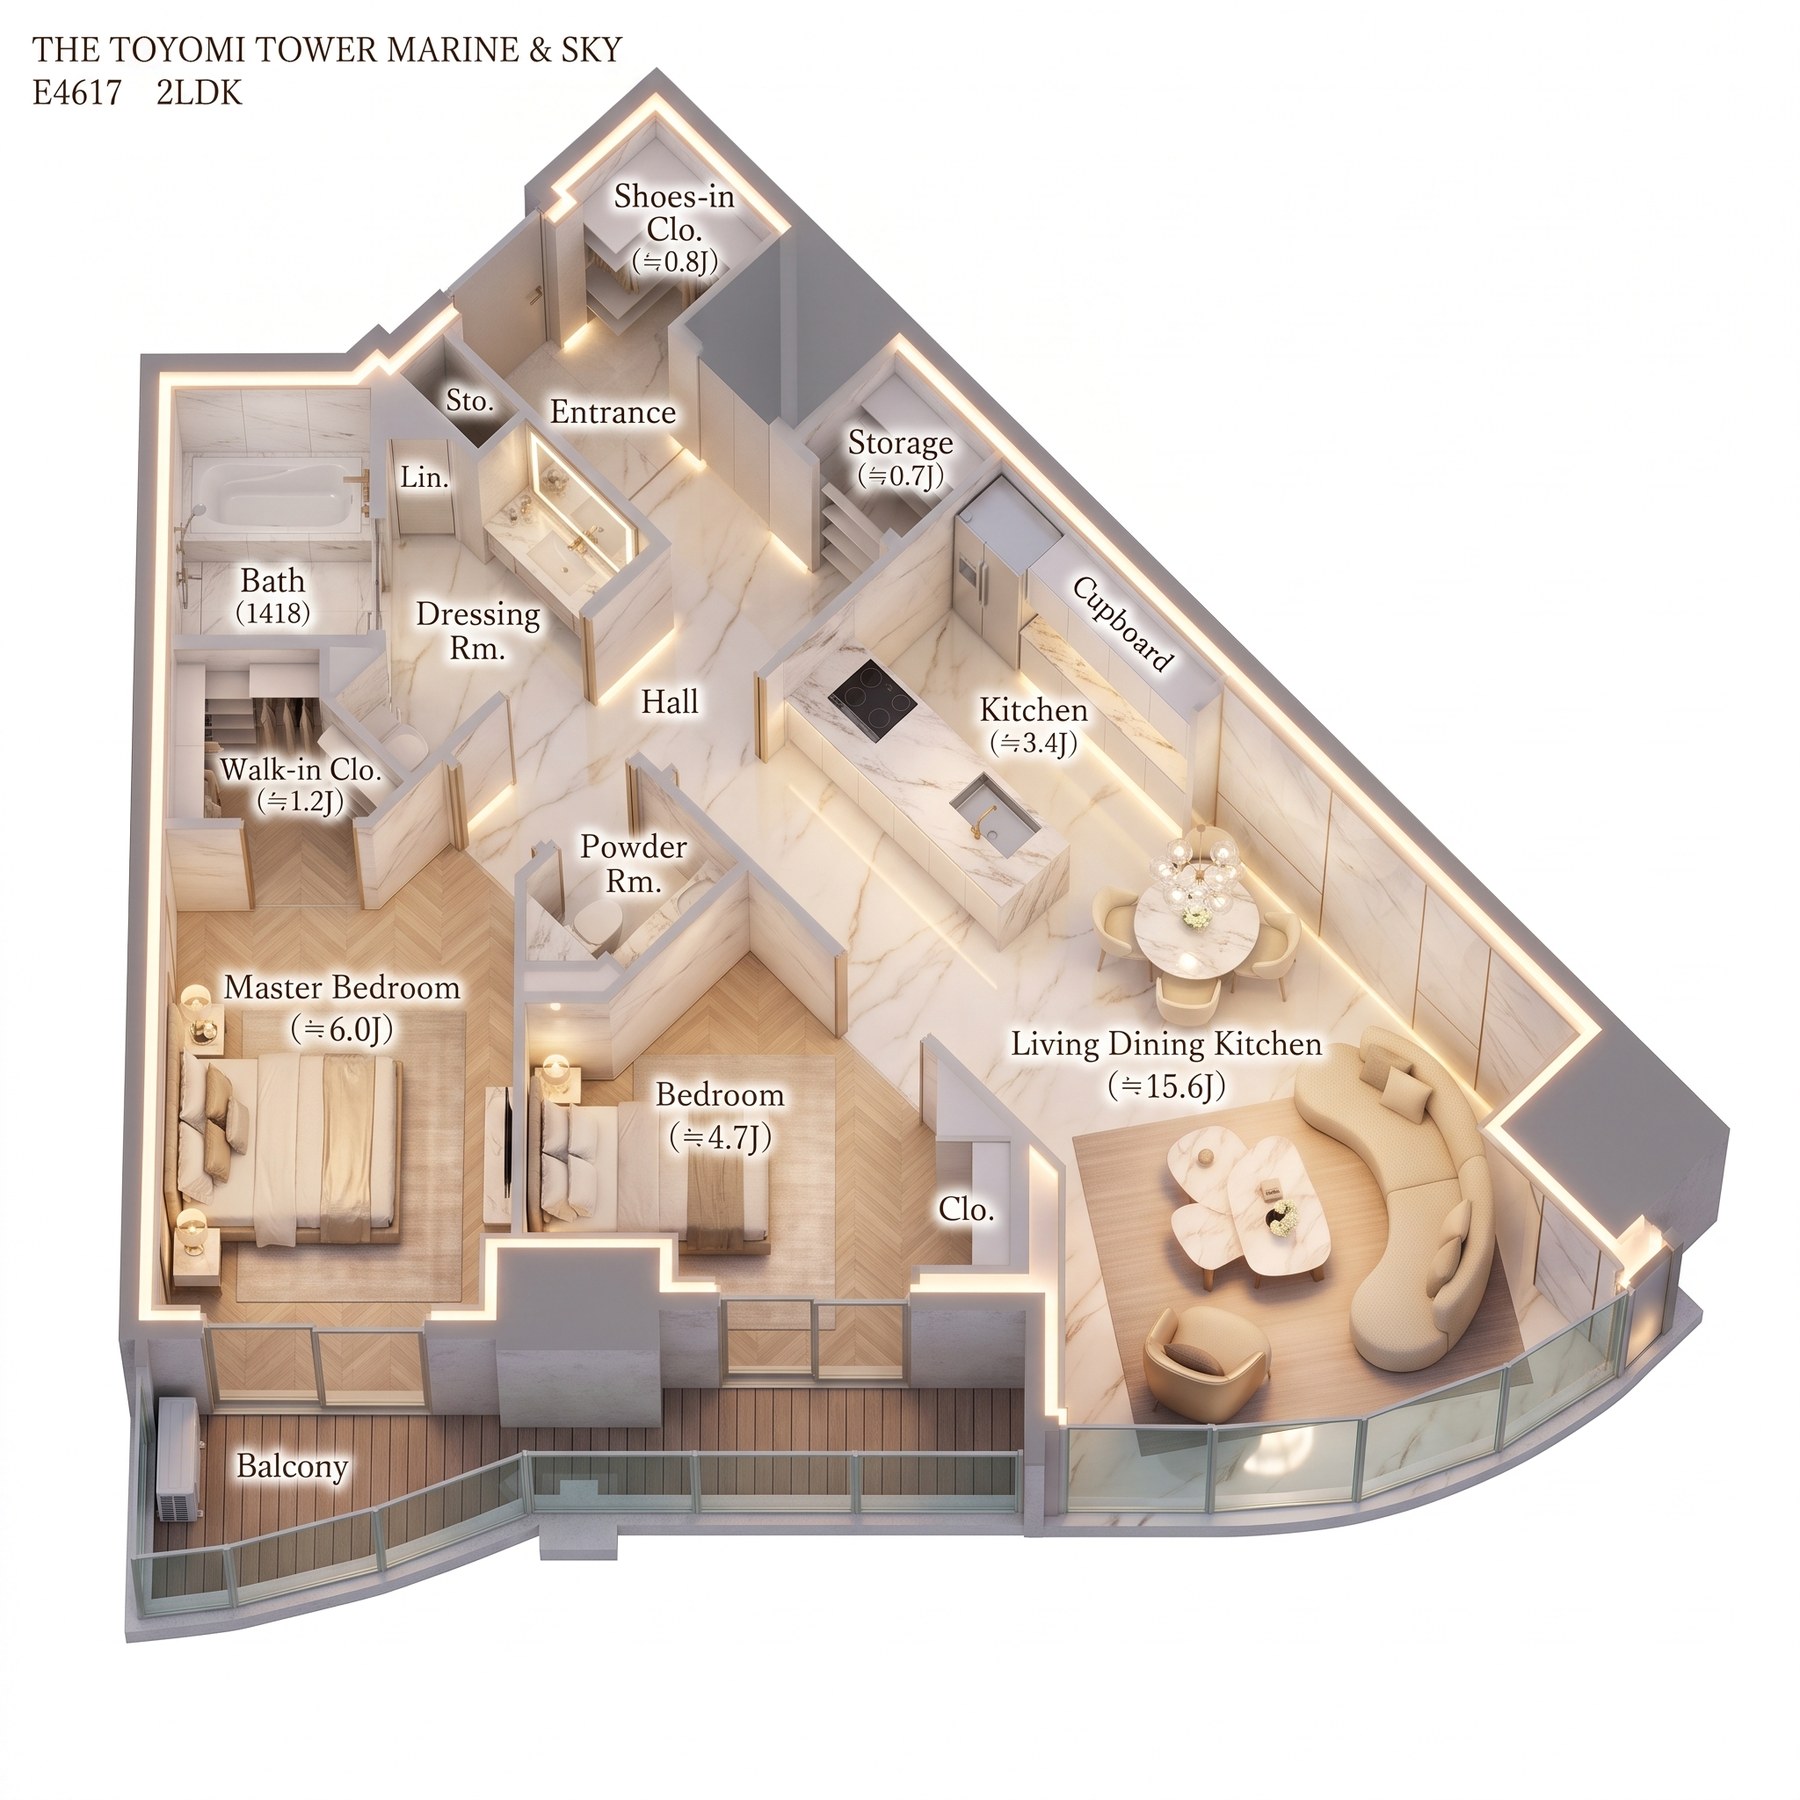 THE TOYOMI TOWER MARINE & SKY
E4617 2LDK
Shoes-in
Clo.
(≒0.8J)
Sto.
Entrance
Storage
(≒0.7J)
Lin.
Bath
(1418)
Dressing
Rm.
Cupboard
Hall
Kitchen
(≒3.4J)
Walk-in Clo.
(≒1.2J)
Powder
Rm.
Master Bedroom
(≒6.0J)
Living Dining Kitchen
(≒15.6J)
Bedroom
(≒4.7J)
Clo.
Balcony